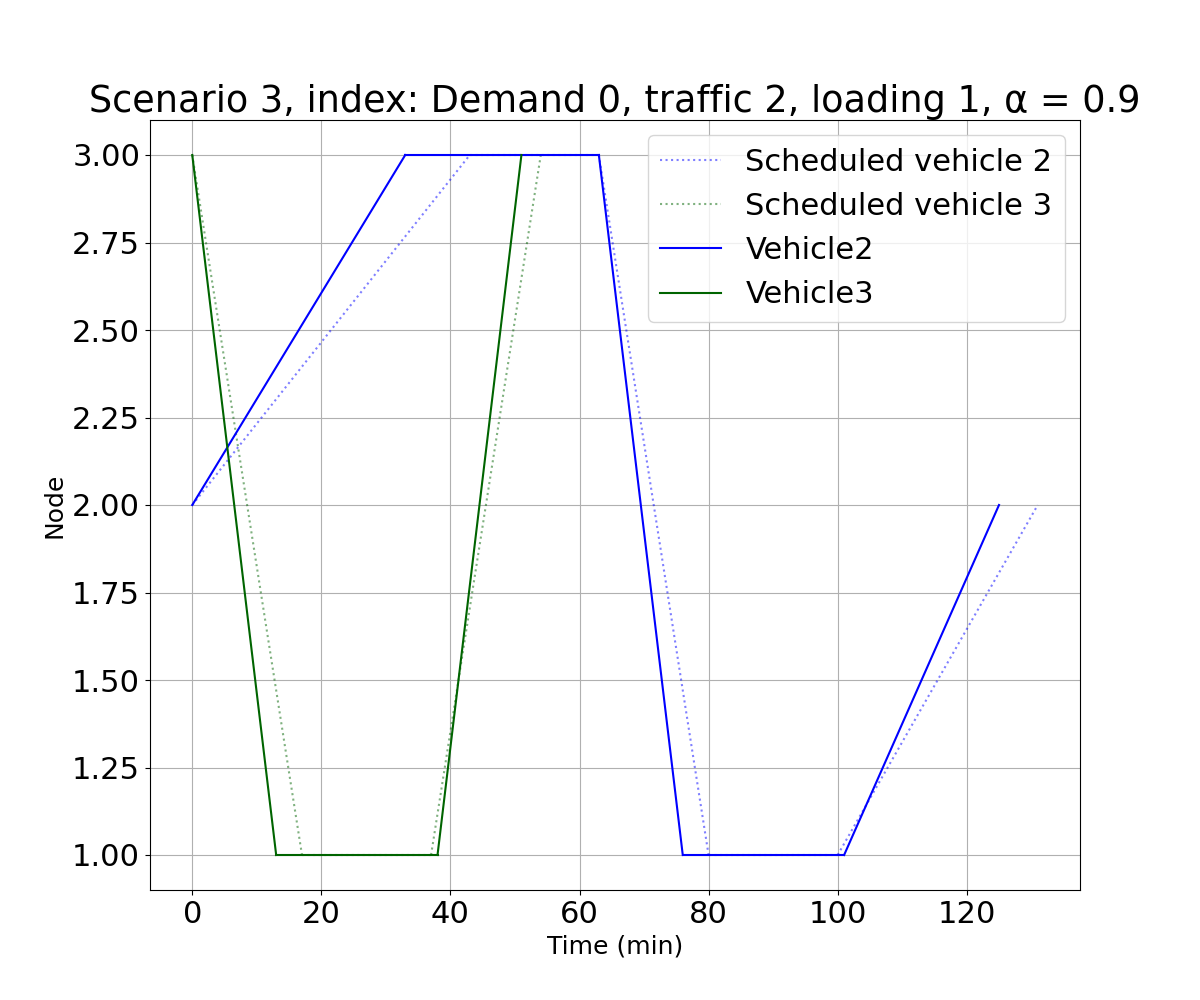 Scenario 3, index: Demand 0, traffic 2, loading 1, α = 0.9
Scheduled vehicle 2
Scheduled vehicle 3
Vehicle2
Vehicle3
3.00
2.75
2.50
2.25
2.00
1.75
1.50
1.25
1.00
Node
0 20 40 60 80 100 120
Time (min)